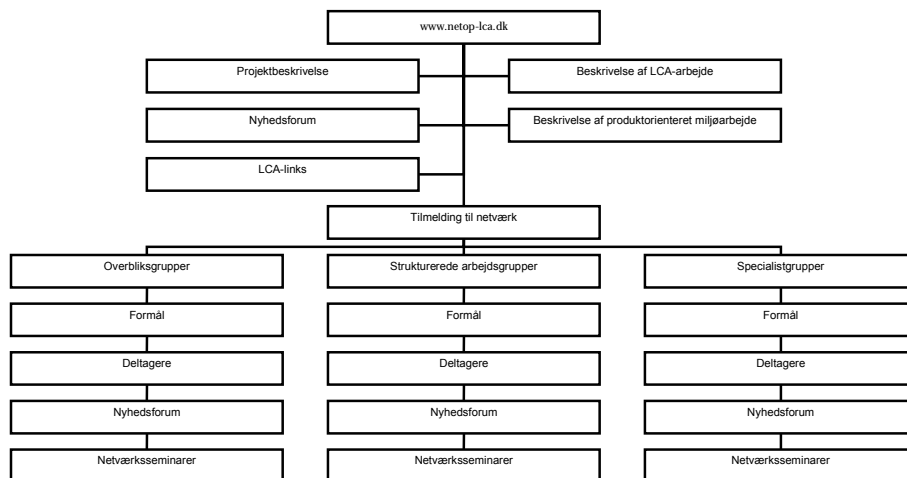 www.netop-lca.dk
Projektbeskrivelse
Beskrivelse af LCA-arbejde
Nyhedsforum
Beskrivelse af produktorienteret miljøarbejde
LCA-links
Tilmelding til netværk
Overbliksgrupper
Strukturerede arbejdsgrupper
Specialistgrupper
Formål
Formål
Formål
Deltagere
Deltagere
Deltagere
Nyhedsforum
Nyhedsforum
Nyhedsforum
Netværksseminarer
Netværksseminarer
Netværksseminarer